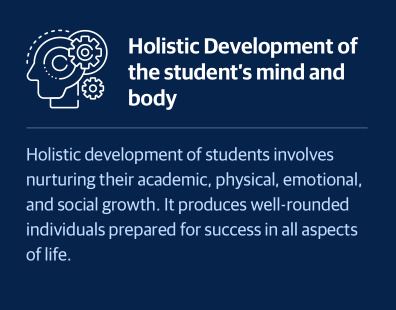 Holistic Development of
the student's mind and
body
Holistic development of students involves
nurturing their academic, physical, emotional,
and social growth. It produces well-rounded
individuals prepared for success in all aspects
of life.